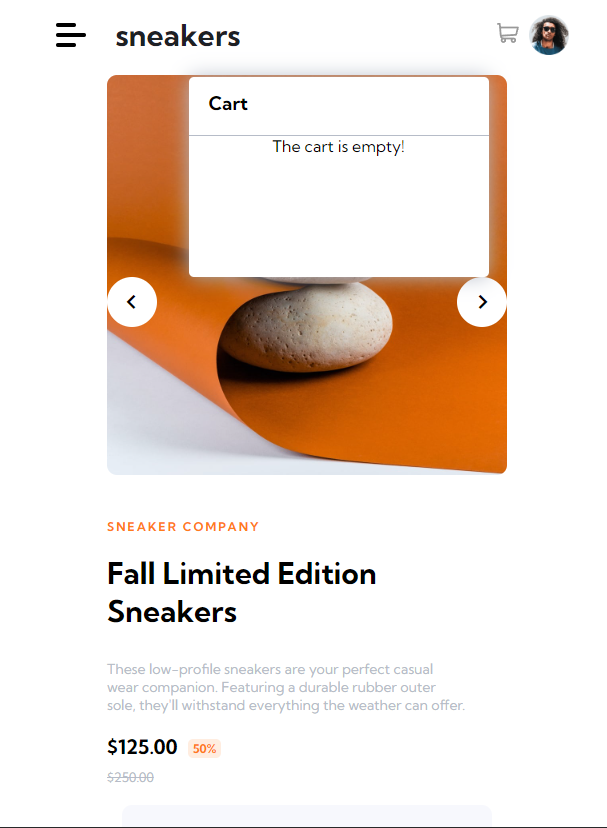 sneakers
Cart
The cart is empty!
SNEAKER COMPANY
Fall Limited Edition
Sneakers
These low-profile sneakers are your perfect casual
wear companion. Featuring a durable rubber outer
sole, they'll withstand everything the weather can offer.
$125.00 50%
$250.00